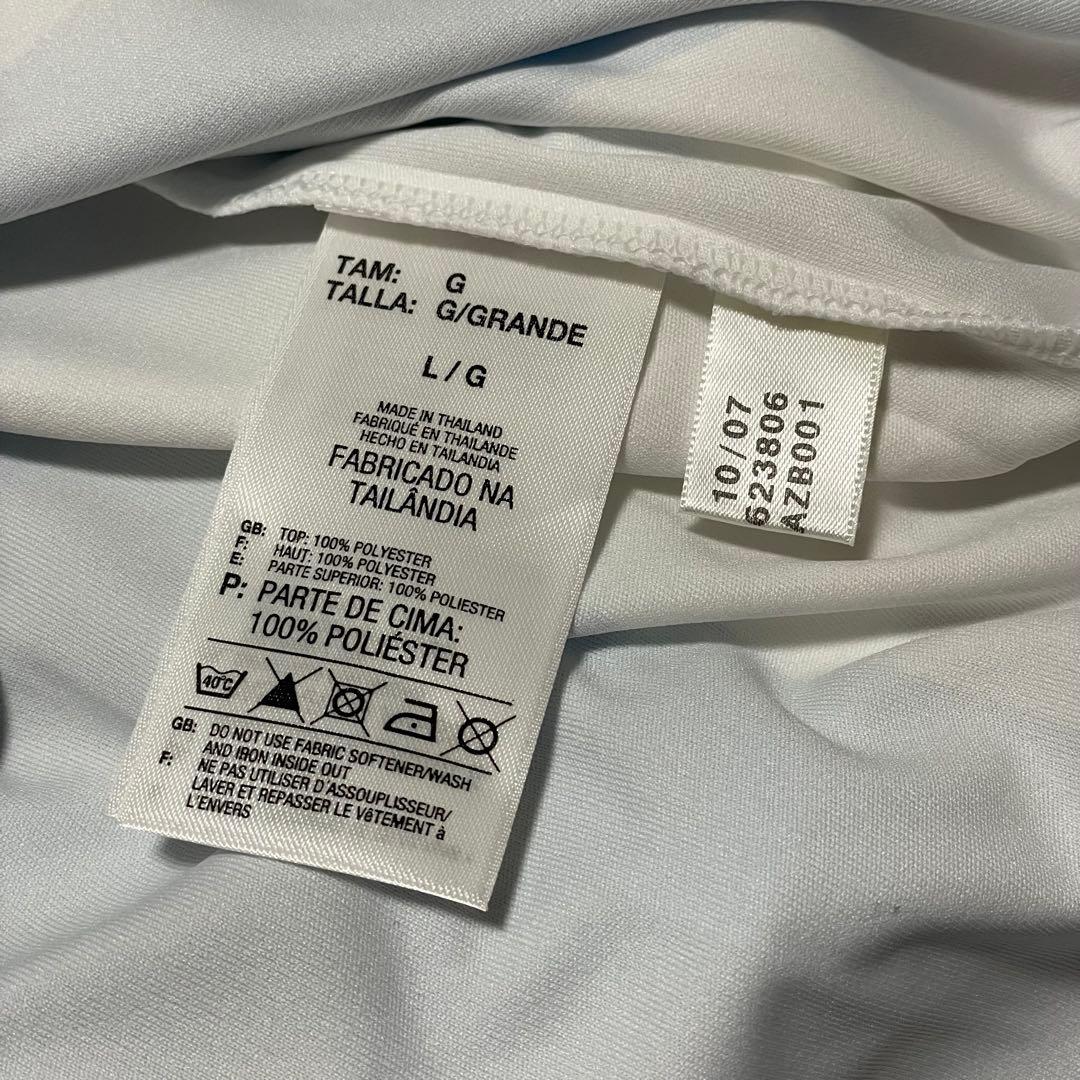 TAM: G
TALLA: G/GRANDE
L / G
MADE IN THAILAND
FABRIQUÉ EN THAILANDE
HECHO EN TAILANDIA
FABRICADO NA
TAILÂNDIA
GB: TOP: 100% POLYESTER
F: HAUT: 100% POLYESTER
E: PARTE SUPERIOR: 100% POLIESTER
P: PARTE DE CIMA:
100% POLIÉSTER
40°C
GB: DO NOT USE FABRIC SOFTENER/WASH
AND IRON INSIDE OUT
F: NE PAS UTILISER D'ASSOUPLISSEUR/
LAVER ET REPASSER LE VêTEMENT à
L'ENVERS
10/07
623806
AZB001